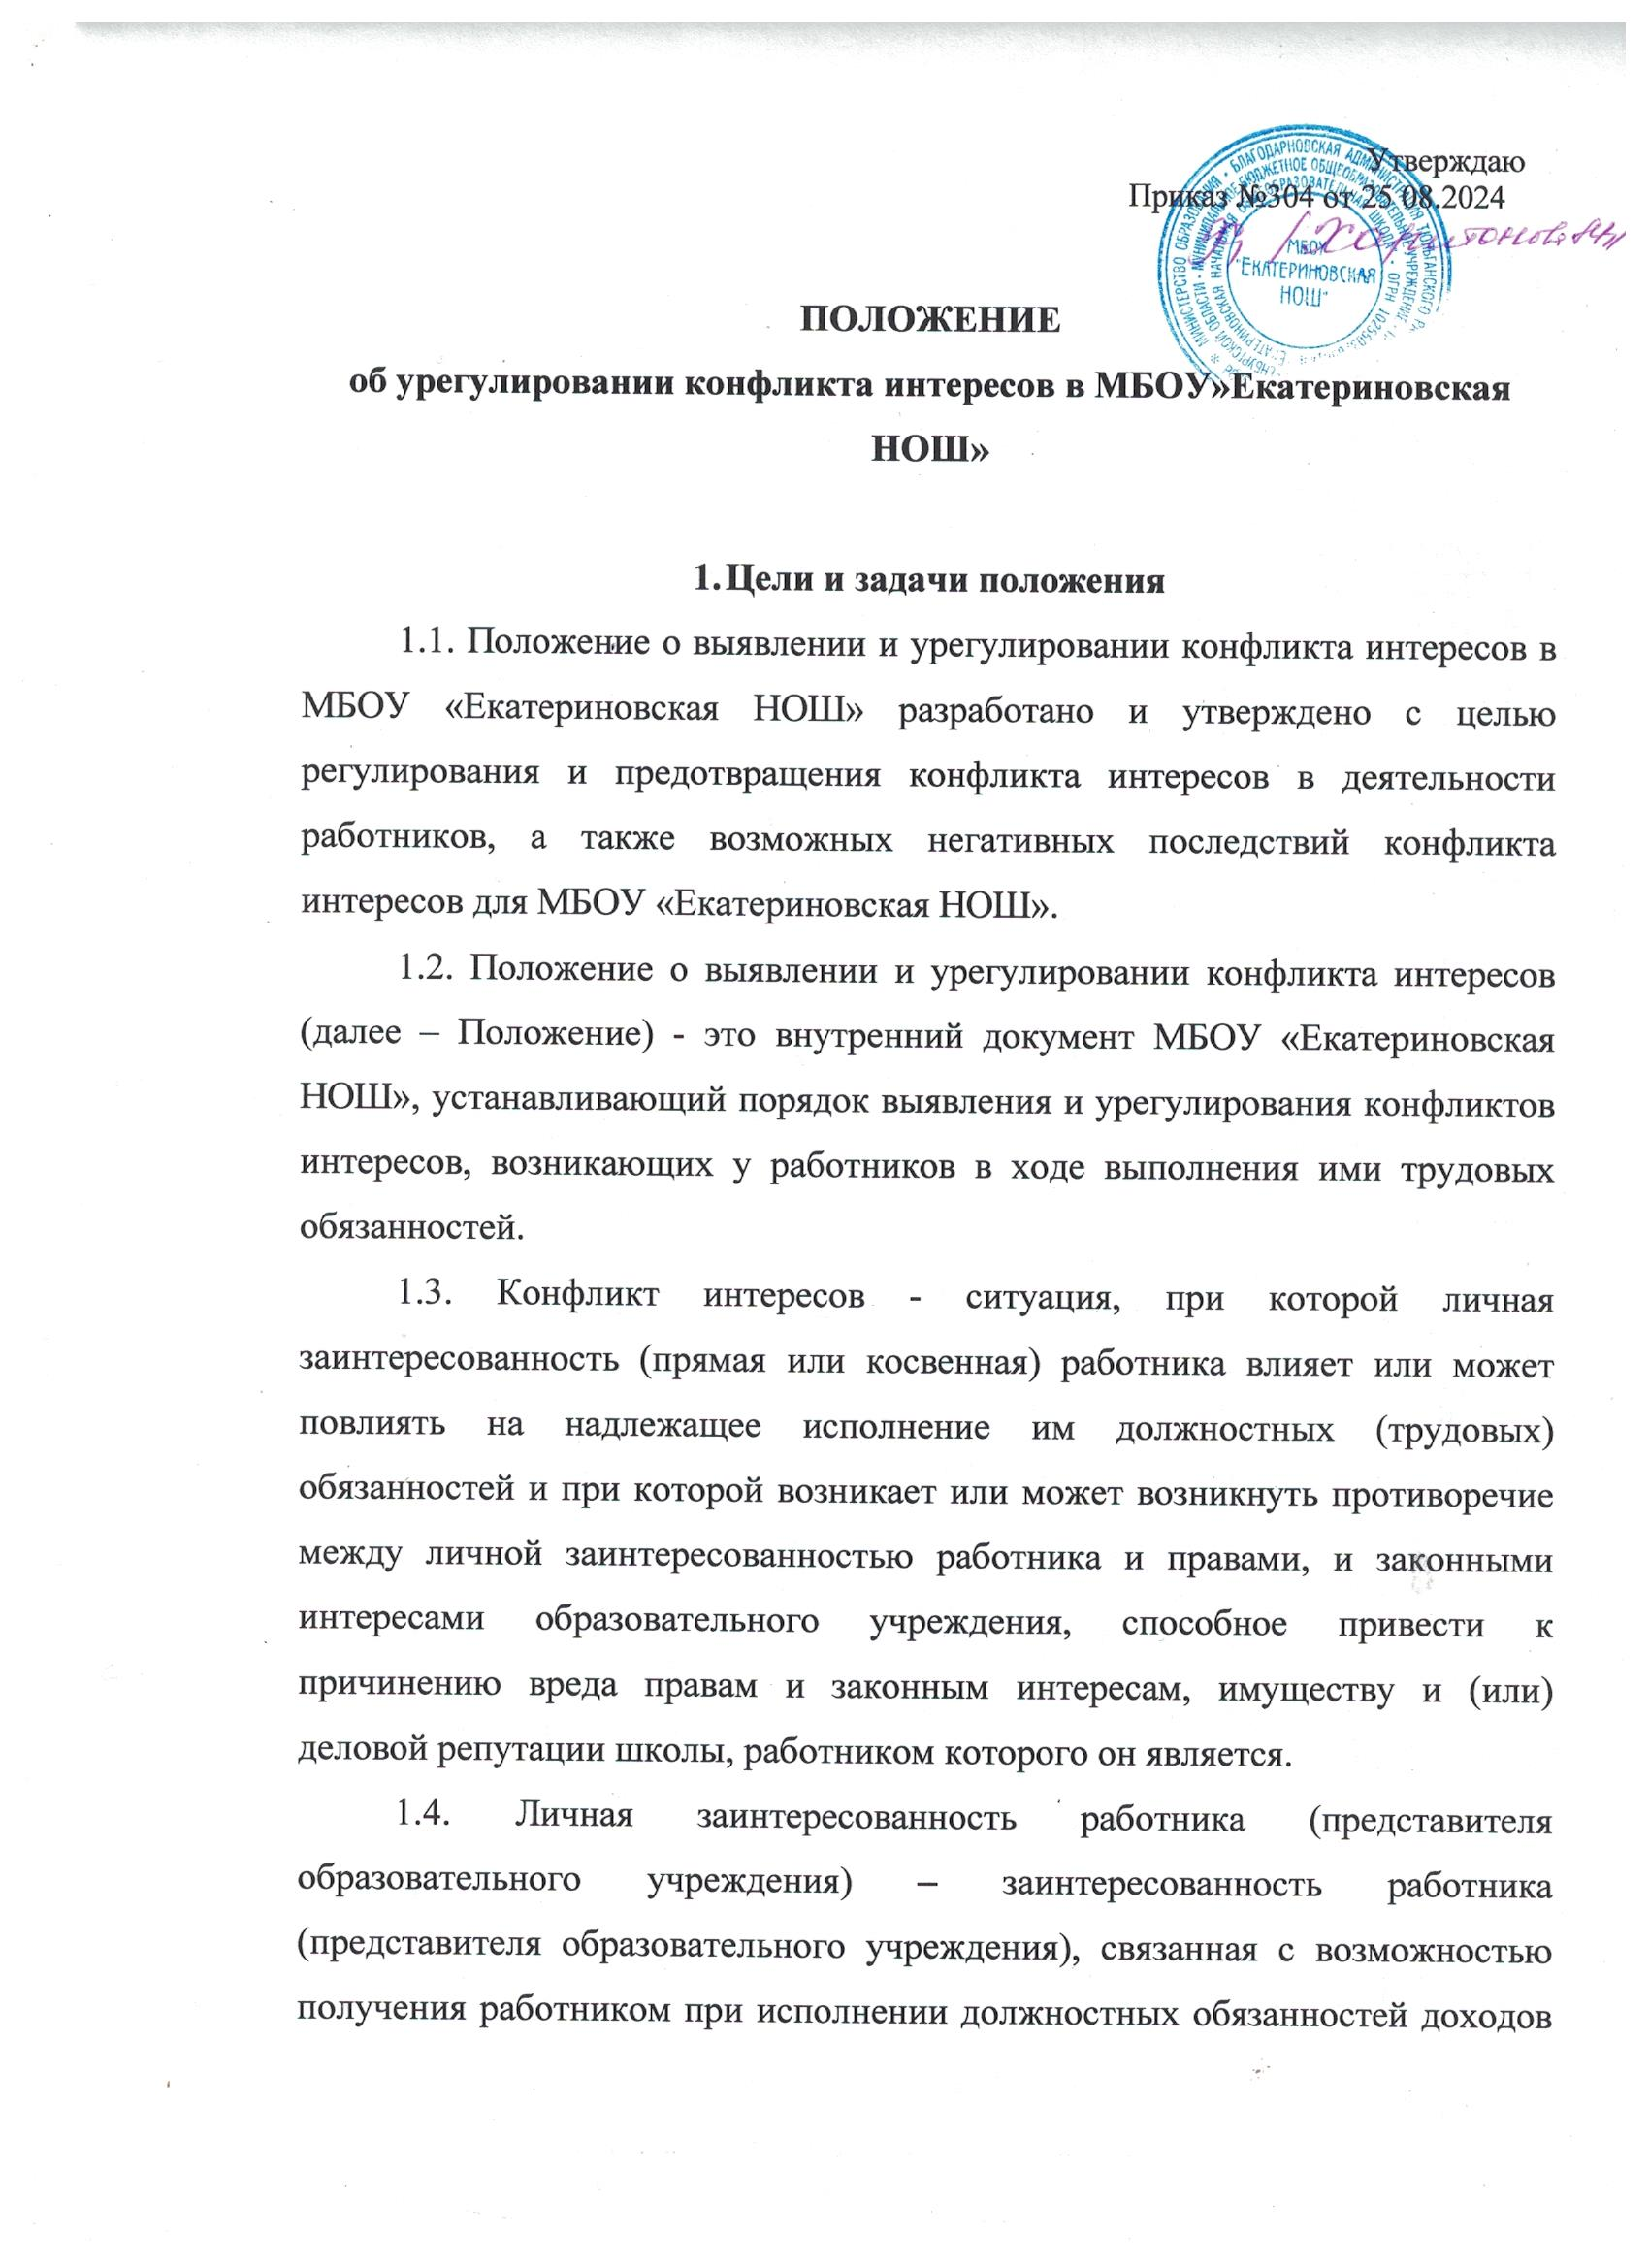 Утверждаю
Приказ №304 от 25 08.2024
МБОУ
"ЕКАТЕРИНОВСКАЯ
НОШ"
ПОЛОЖЕНИЕ
об урегулировании конфликта интересов в МБОУ»Екатериновская
НОШ»
1. Цели и задачи положения
1.1. Положение о выявлении и урегулировании конфликта интересов в
МБОУ «Екатериновская НОШ» разработано и утверждено с целью
регулирования и предотвращения конфликта интересов в деятельности
работников, а также возможных негативных последствий конфликта
интересов для МБОУ «Екатериновская НОШ».
1.2. Положение о выявлении и урегулировании конфликта интересов
(далее – Положение) - это внутренний документ МБОУ «Екатериновская
НОШ», устанавливающий порядок выявления и урегулирования конфликтов
интересов, возникающих у работников в ходе выполнения ими трудовых
обязанностей.
1.3. Конфликт интересов - ситуация, при которой личная
заинтересованность (прямая или косвенная) работника влияет или может
повлиять на надлежащее исполнение им должностных (трудовых)
обязанностей и при которой возникает или может возникнуть противоречие
между личной заинтересованностью работника и правами, и законными
интересами образовательного учреждения, способное привести к
причинению вреда правам и законным интересам, имуществу и (или)
деловой репутации школы, работником которого он является.
1.4. Личная заинтересованность работника (представителя
образовательного учреждения) – заинтересованность работника
(представителя образовательного учреждения), связанная с возможностью
получения работником при исполнении должностных обязанностей доходов